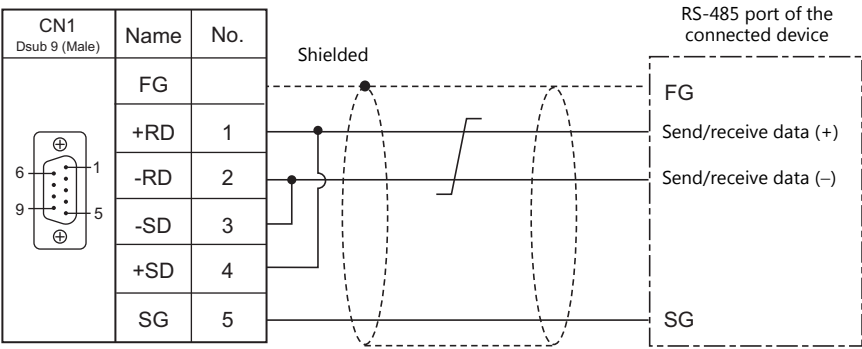 CN1
Dsub 9 (Male)
Name
No.
Shielded
RS-485 port of the
connected device
FG
FG
+RD
1
Send/receive data (+)
-RD
2
Send/receive data (−)
6
1
9
5
-SD
3
+SD
4
SG
5
SG